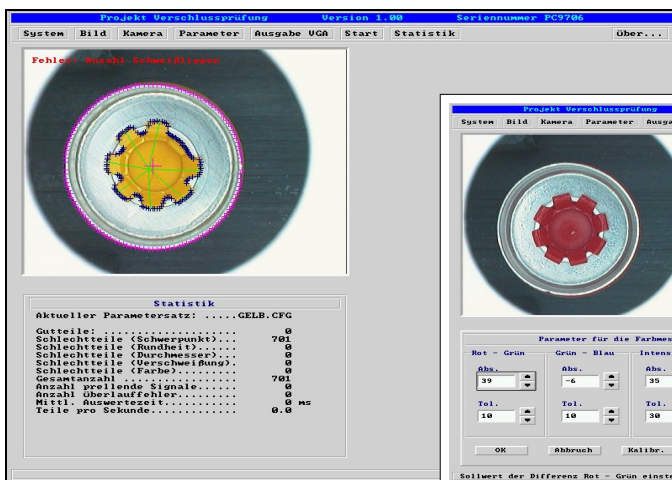 Projekt Verschlussprüfung Version 1.00 Seriennummer PC9706
System Bild Kamera Parameter Ausgabe VGA Start Statistik Über...
Fehler: Anzahl Schweißlippen
Statistik
Aktueller Parametersatz: .....GELB.CFG
Gutteile: .................... 0
Schlechtteile (Schwerpunkt)... 701
Schlechtteile (Rundheit)...... 0
Schlechtteile (Durchmesser)... 0
Schlechtteile (Verschweißung). 0
Schlechtteile (Farbe)......... 0
Gesamtanzahl ................. 701
Anzahl prellende Signale...... 0
Anzahl Überlauffehler......... 0
Mittl. Auswertezeit.......... 0 ms
Teile pro Sekunde............. 0.0
Projekt Verschlussprüfung
System Bild Kamera Parameter Ausga
Parameter für die Farbmes
Rot - Grün Grün - Blau Intens
Abs. Abs. Abs.
39 -6 35
Tol. Tol. Tol.
10 10 30
OK Abbruch Kalibr.
Sollwert der Differenz Rot - Grün einste